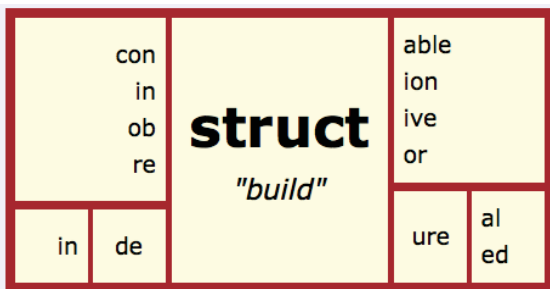 con
in
ob
re
in
de
struct
"build"
able
ion
ive
or
ure
al
ed